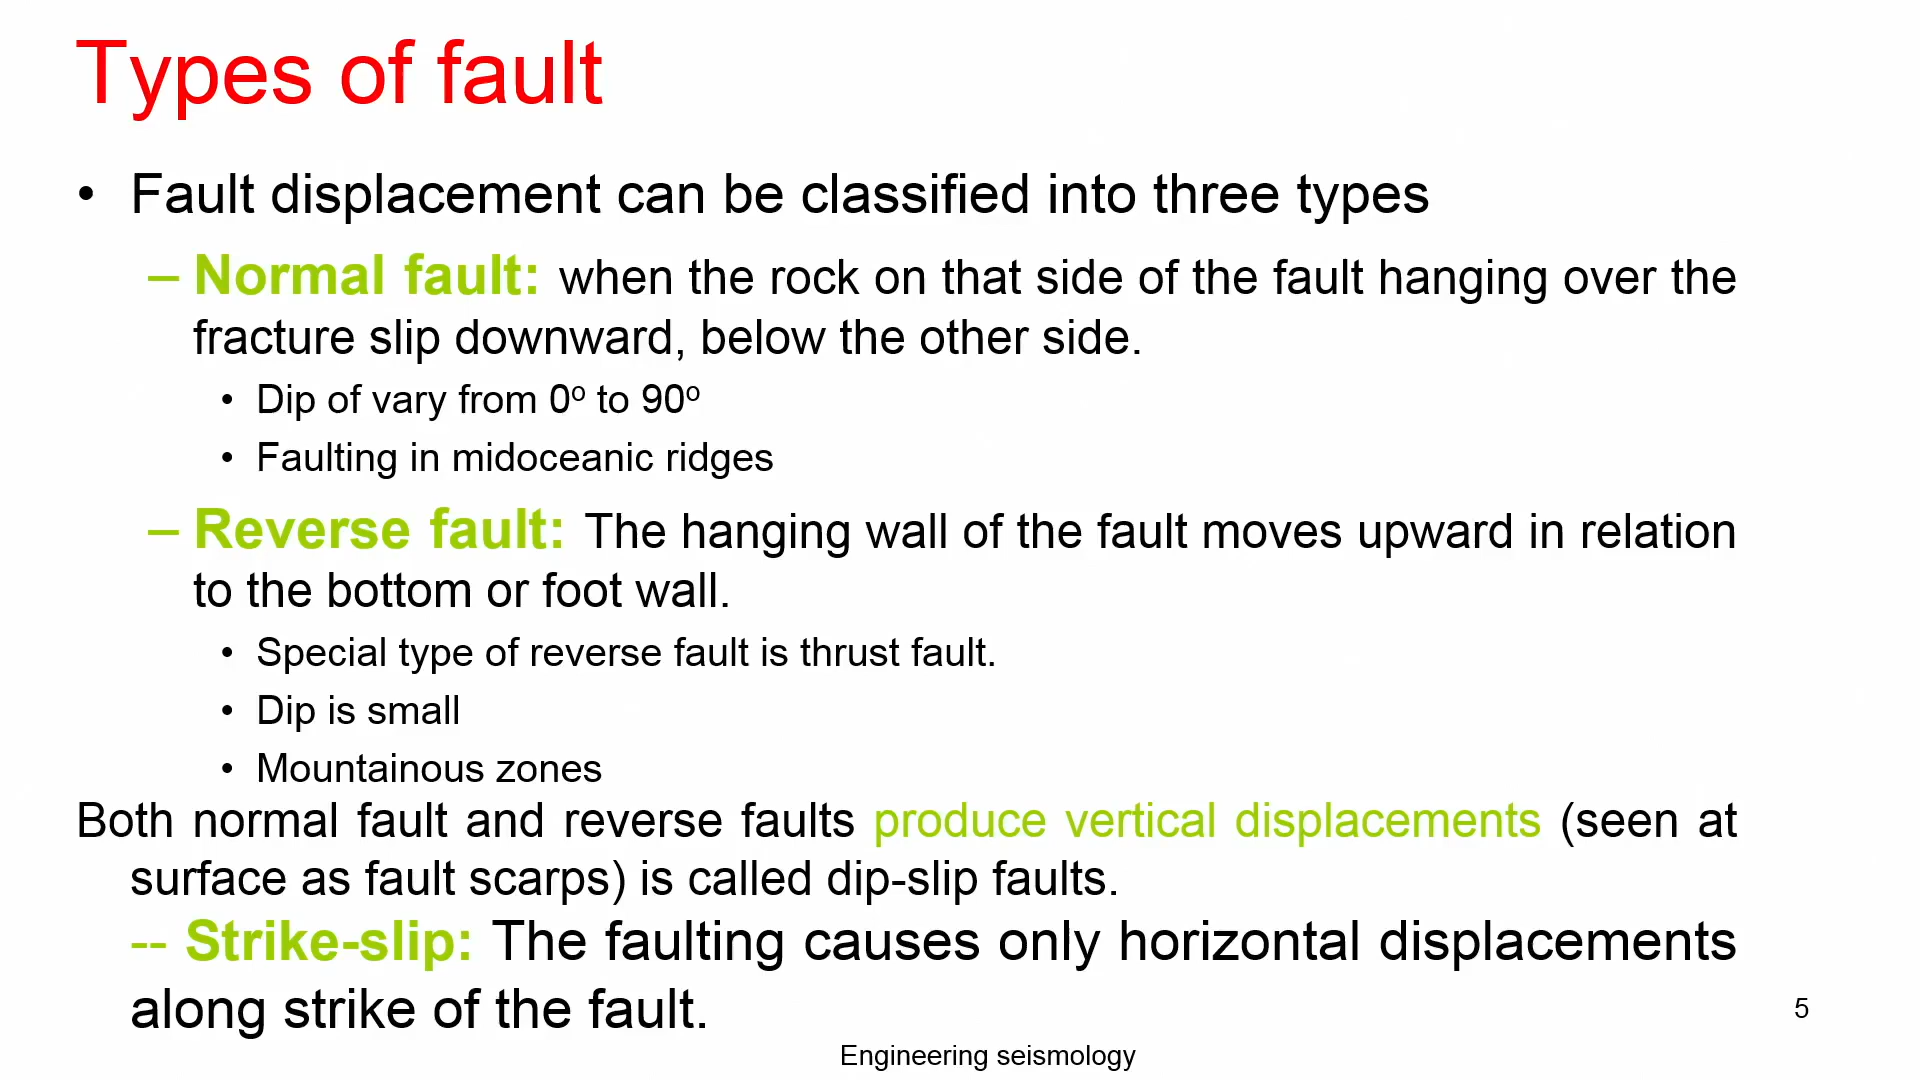 Types of fault
• Fault displacement can be classified into three types
– Normal fault: when the rock on that side of the fault hanging over the
fracture slip downward, below the other side.
• Dip of vary from 0º to 90º
• Faulting in midoceanic ridges
– Reverse fault: The hanging wall of the fault moves upward in relation
to the bottom or foot wall.
• Special type of reverse fault is thrust fault.
• Dip is small
• Mountainous zones
Both normal fault and reverse faults produce vertical displacements (seen at
surface as fault scarps) is called dip-slip faults.
-- Strike-slip: The faulting causes only horizontal displacements
along strike of the fault.
5
Engineering seismology